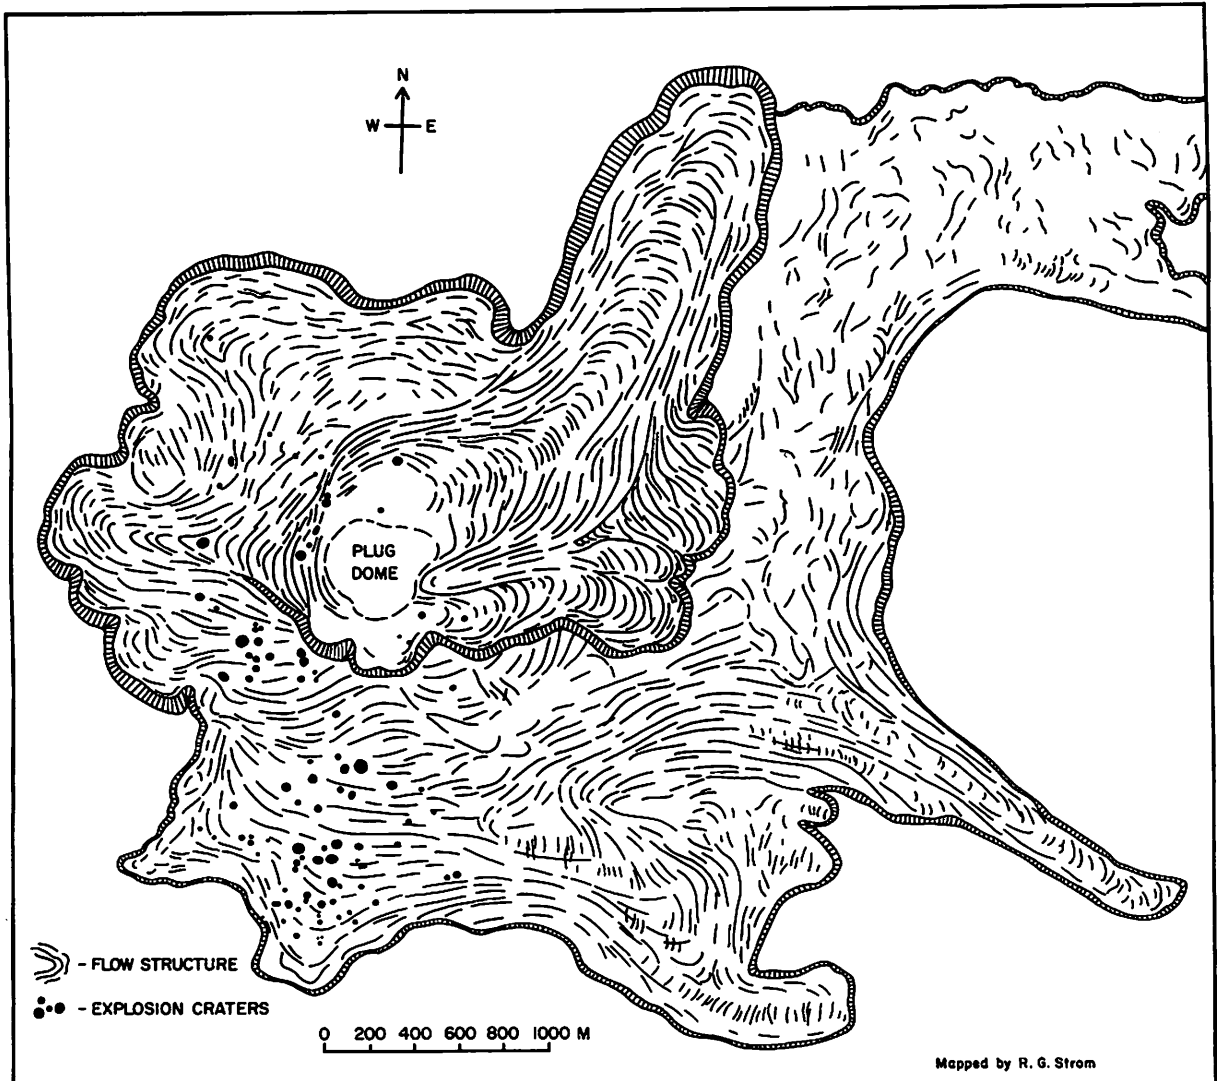 N
W E
PLUG
DOME
- FLOW STRUCTURE
- EXPLOSION CRATERS
0 200 400 600 800 1000 M
Mapped by R. G. Strom